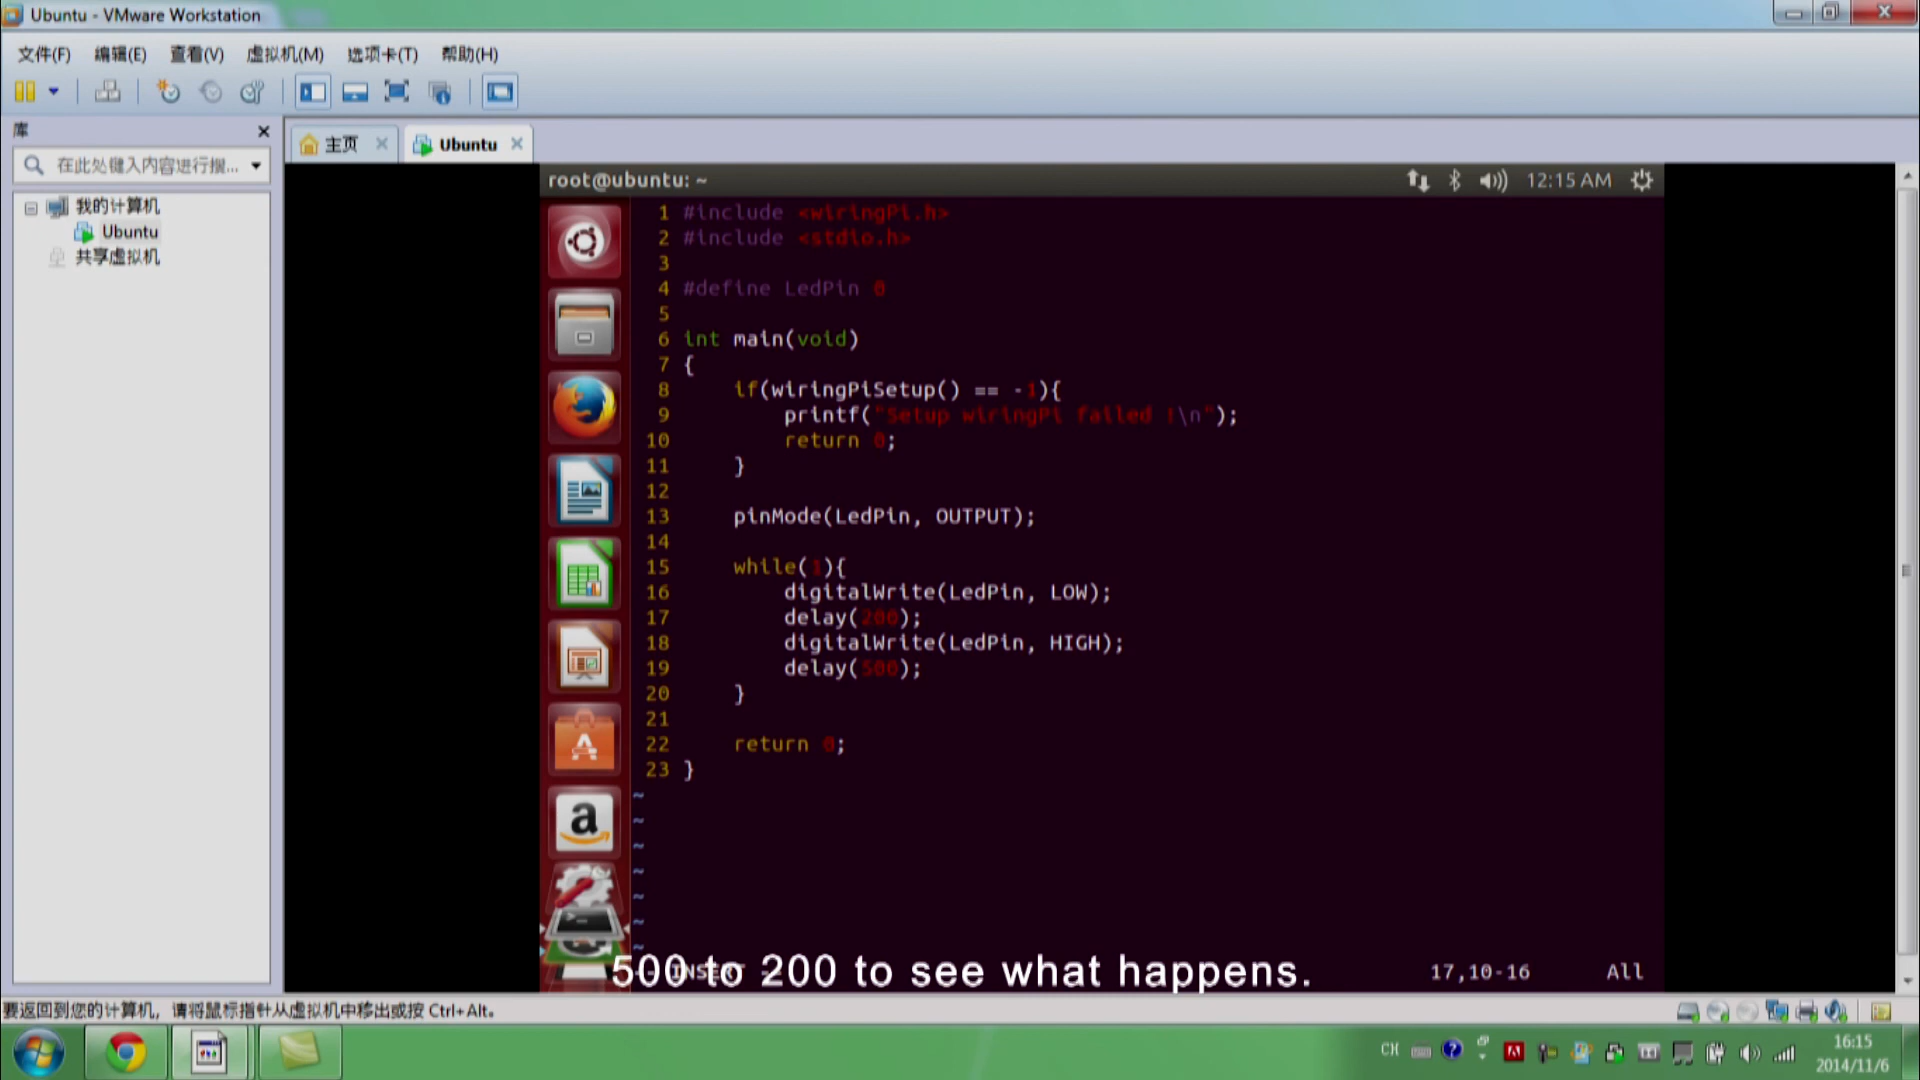 Ubuntu - VMware Workstation
文件(F) 编辑(E) 查看(V) 虚拟机(M) 选项卡(T) 帮助(H)
库
主页
Ubuntu
在此处键入内容进行搜...
我的计算机
Ubuntu
共享虚拟机
root@ubuntu: ~
12:15 AM
1 #include <wiringPi.h>
2 #include <stdio.h>
3
4 #define LedPin 0
5
6 int main(void)
7 {
8 if(wiringPiSetup() == -1){
9 printf("Setup wiringPi failed !\n");
10 return 0;
11 }
12
13 pinMode(LedPin, OUTPUT);
14
15 while(1){
16 digitalWrite(LedPin, LOW);
17 delay(200);
18 digitalWrite(LedPin, HIGH);
19 delay(500);
20 }
21
22 return 0;
23 }
~
~
~
~
~
~
~
500 to 200 to see what happens.
17,10-16 All
要返回到您的计算机，请将鼠标指针从虚拟机中移出或按 Ctrl+Alt。
CH
16:15
2014/11/6